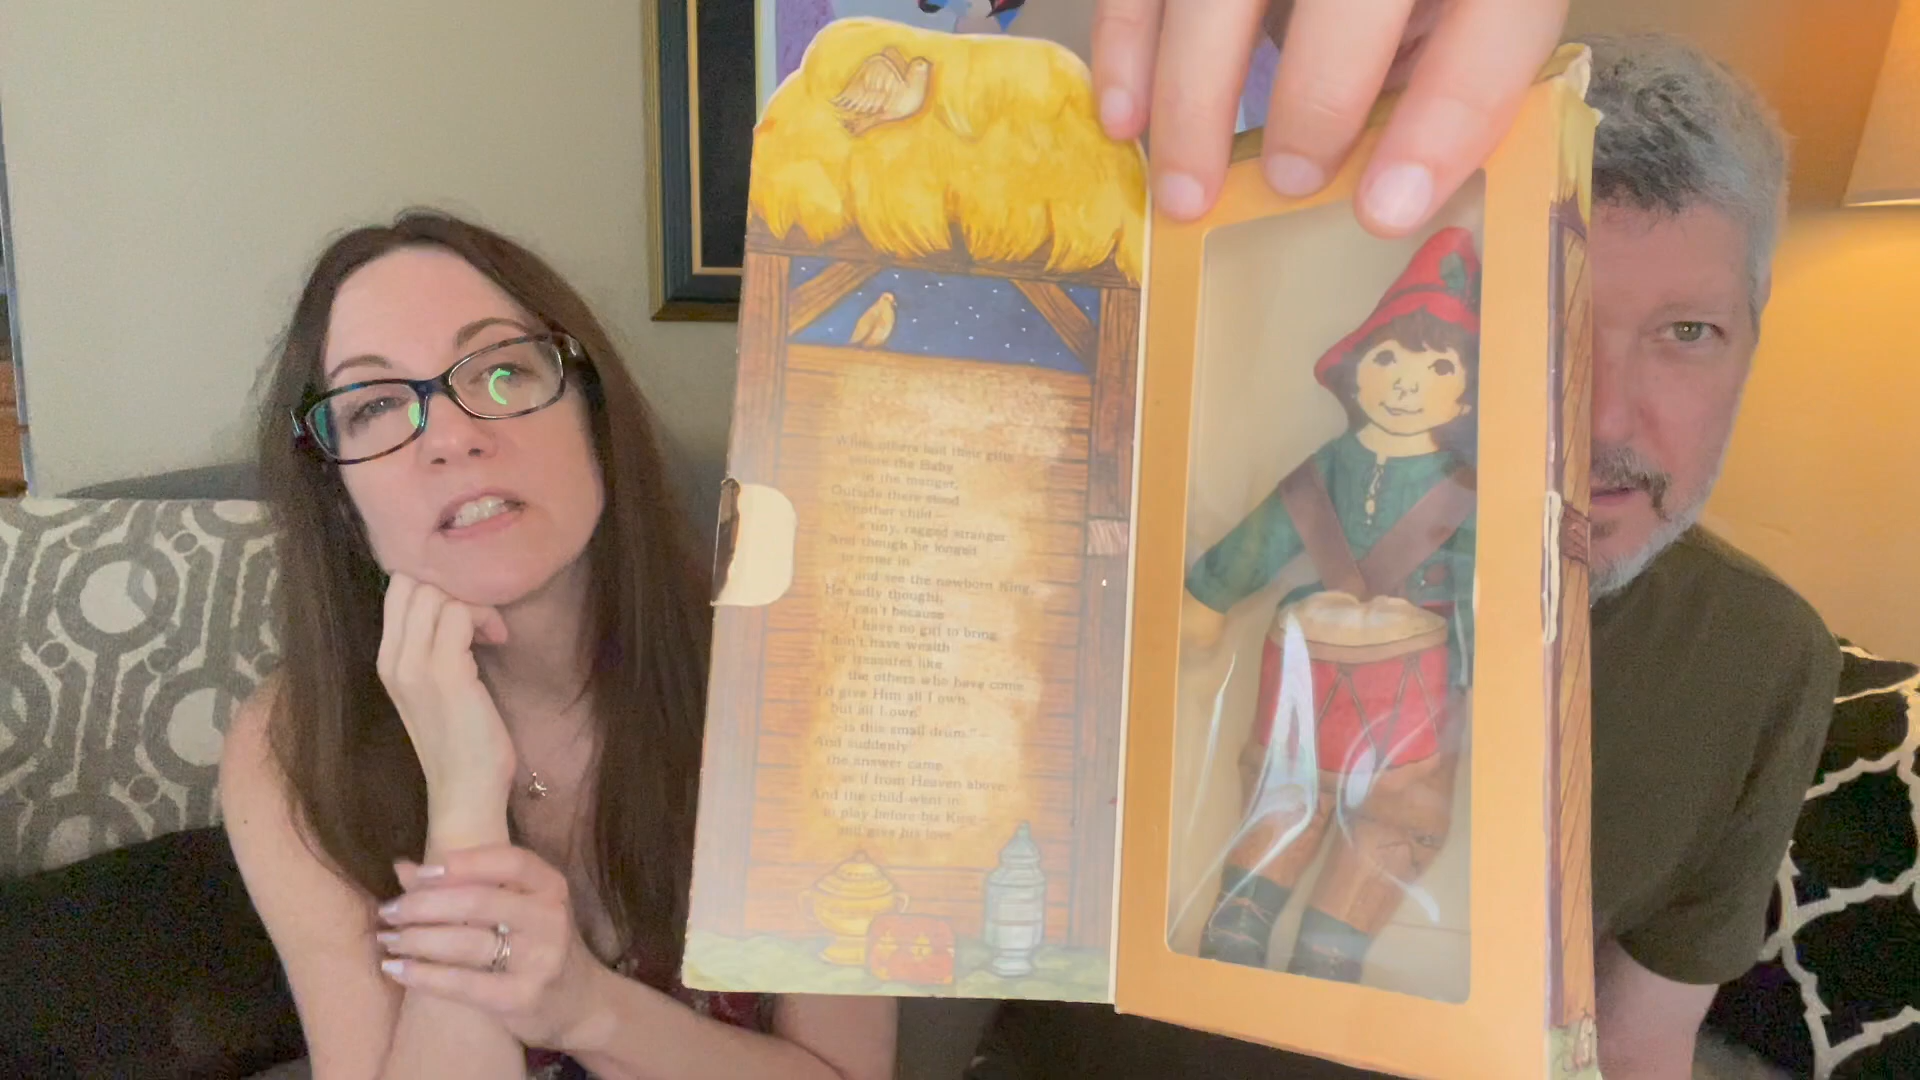 While others laid their gifts
before the Baby
in the manger,
Outside there stood
another child —
a tiny, ragged stranger
And though he longed
to enter in
and see the newborn King,
He sadly thought,
"I can't because
I have no gift to bring
I don't have wealth
or treasures like
the others who have come
I'd give Him all I own,
but all I own
is this small drum." —
And suddenly
the answer came
as if from Heaven above
And the child went in
to play before his King —
and give his love